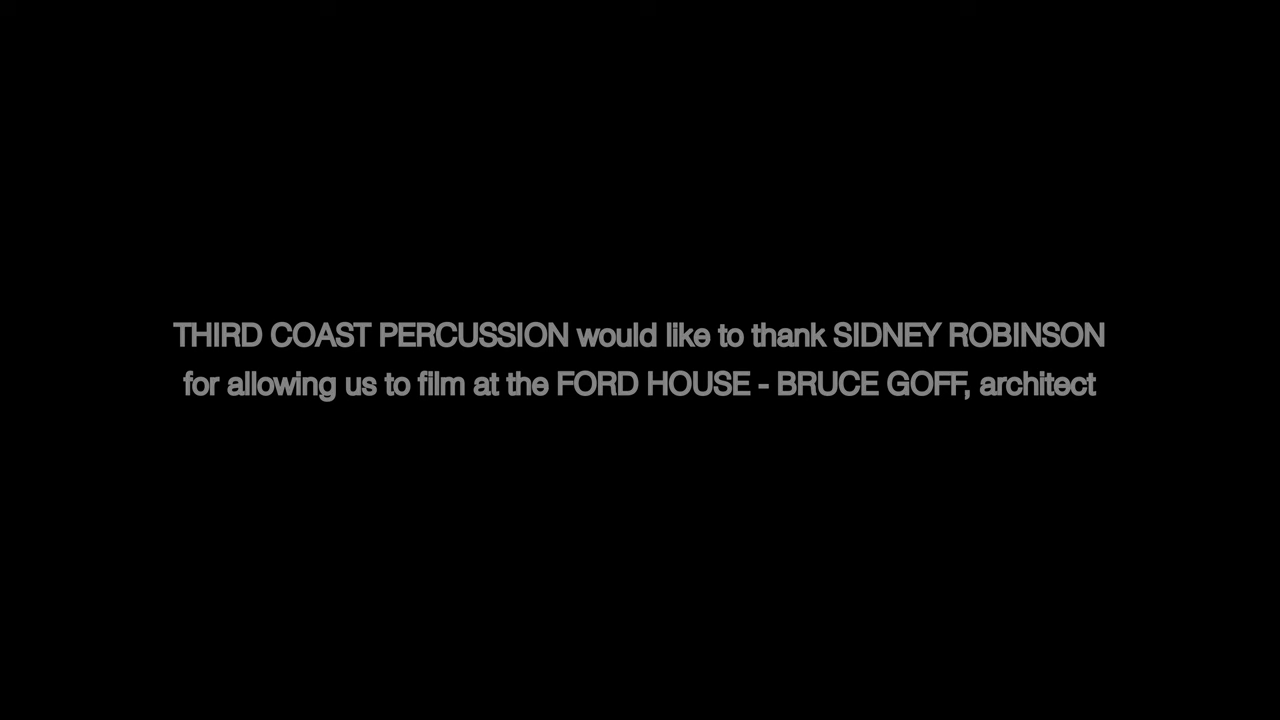 THIRD COAST PERCUSSION would like to thank SIDNEY ROBINSON
for allowing us to film at the FORD HOUSE - BRUCE GOFF, architect